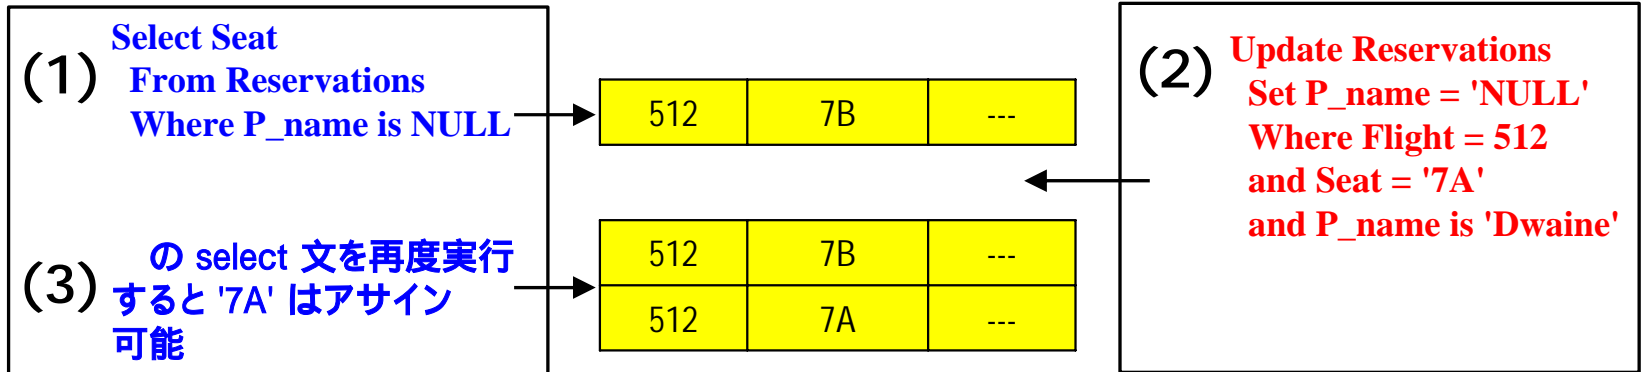 (1)
Select Seat
From Reservations
Where P_name is NULL
512 7B ---
(2)
Update Reservations
Set P_name = 'NULL'
Where Flight = 512
and Seat = '7A'
and P_name is 'Dwaine'
(3)
の select 文を再度実行
すると '7A' はアサイン
可能
512 7B ---
512 7A ---